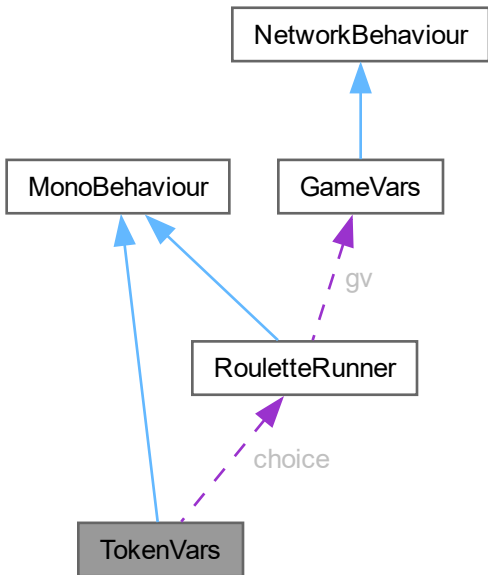 NetworkBehaviour
MonoBehaviour
GameVars
gv
RouletteRunner
choice
TokenVars